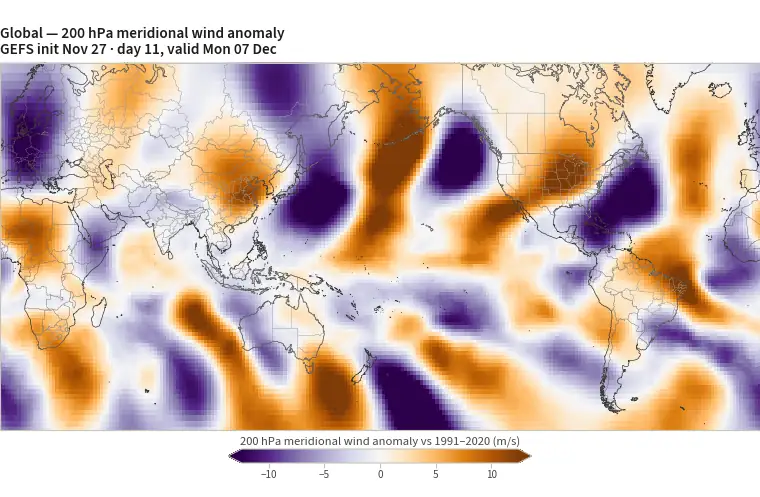 Global — 200 hPa meridional wind anomaly
GEFS init Nov 27 · day 11, valid Mon 07 Dec
200 hPa meridional wind anomaly vs 1991–2020 (m/s)
−10 −5 0 5 10